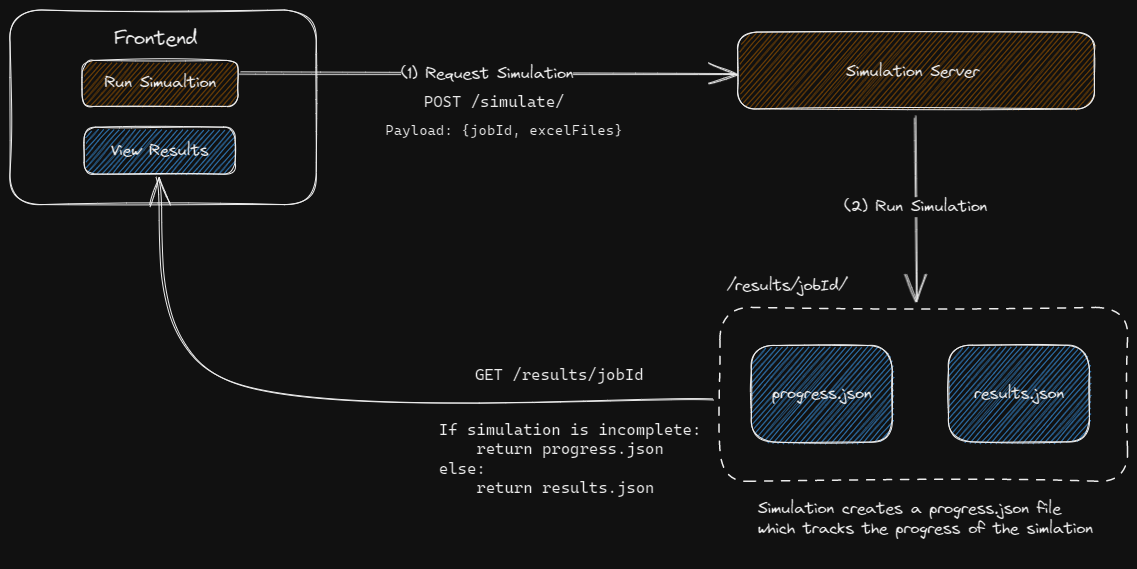 Frontend
Run Simualtion
(1) Request Simulation
Simulation Server
POST /simulate/
Payload: {jobId, excelFiles}
View Results
(2) Run Simulation
/results/jobId/
GET /results/jobId
progress.json
results.json
If simulation is incomplete:
return progress.json
else:
return results.json
Simulation creates a progress.json file
which tracks the progress of the simlation